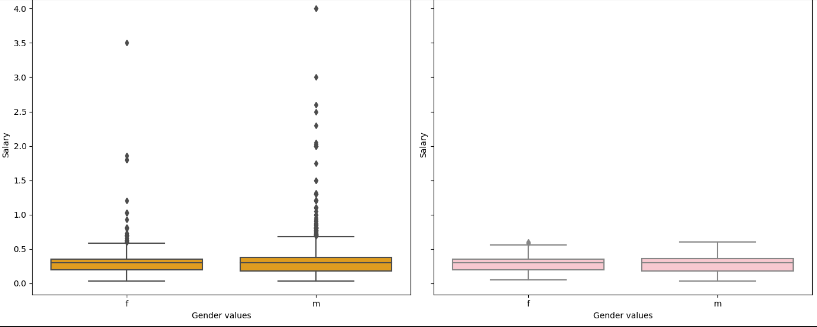 4.0
3.5
3.0
2.5
2.0
1.5
1.0
0.5
0.0
Salary
f
m
Gender values
Salary
f
m
Gender values